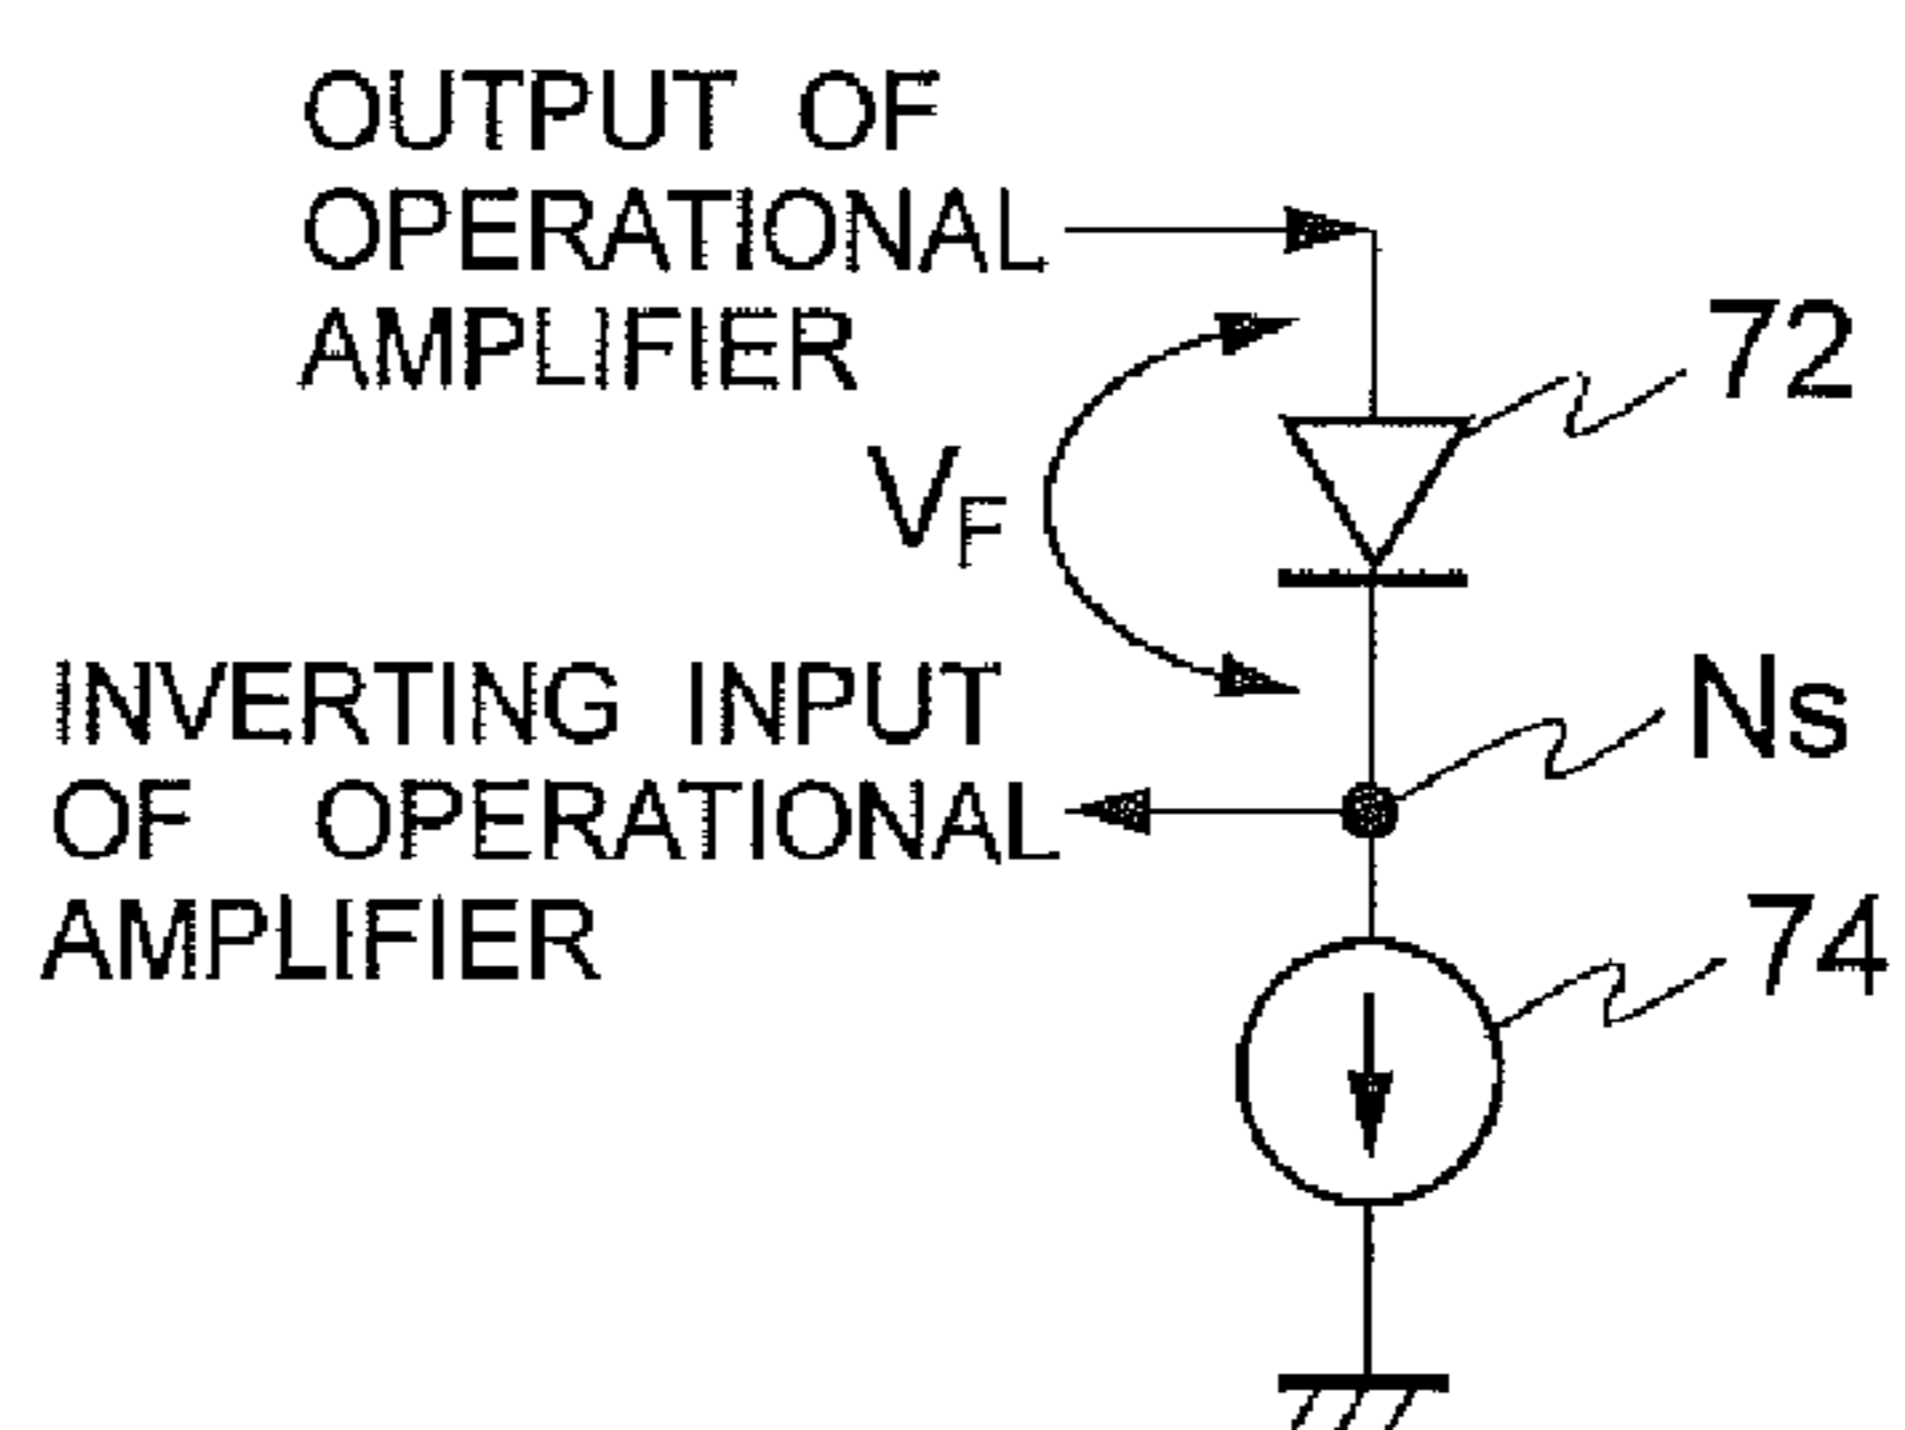 OUTPUT OF
OPERATIONAL
AMPLIFIER
72
VF
INVERTING INPUT
OF OPERATIONAL
AMPLIFIER
Ns
74